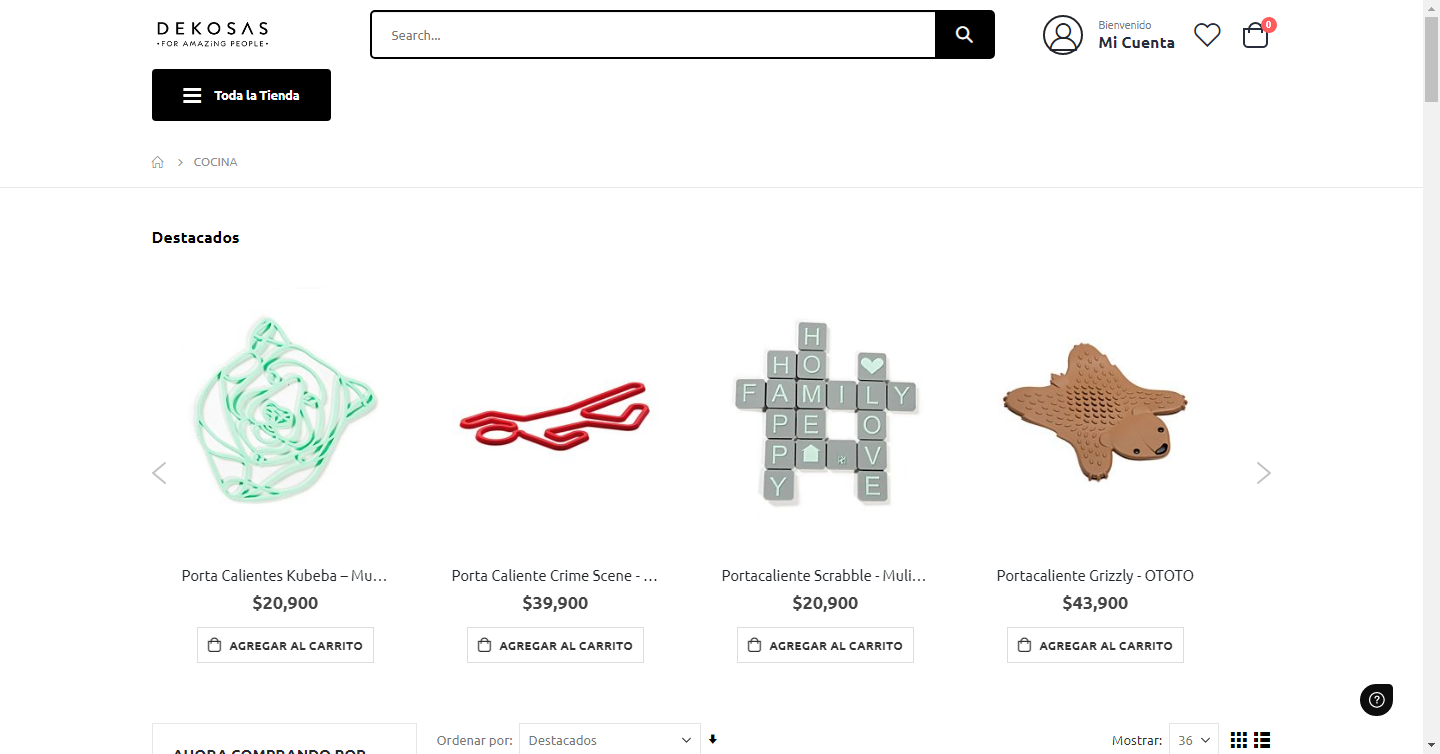 DEKOSAS
•FOR AMAZiNG PEOPLE•
Search...
Bienvenido
Mi Cuenta
0
Toda la Tienda
COCINA
Destacados
H
H O
F A M I L Y
P E O
P V
Y E
Porta Calientes Kubeba – Mu...
$20,900
AGREGAR AL CARRITO
Porta Caliente Crime Scene - ...
$39,900
AGREGAR AL CARRITO
Portacaliente Scrabble - Muli...
$20,900
AGREGAR AL CARRITO
Portacaliente Grizzly - OTOTO
$43,900
AGREGAR AL CARRITO
AHORA COMPRANDO POR
Ordenar por:
Destacados
Mostrar:
36